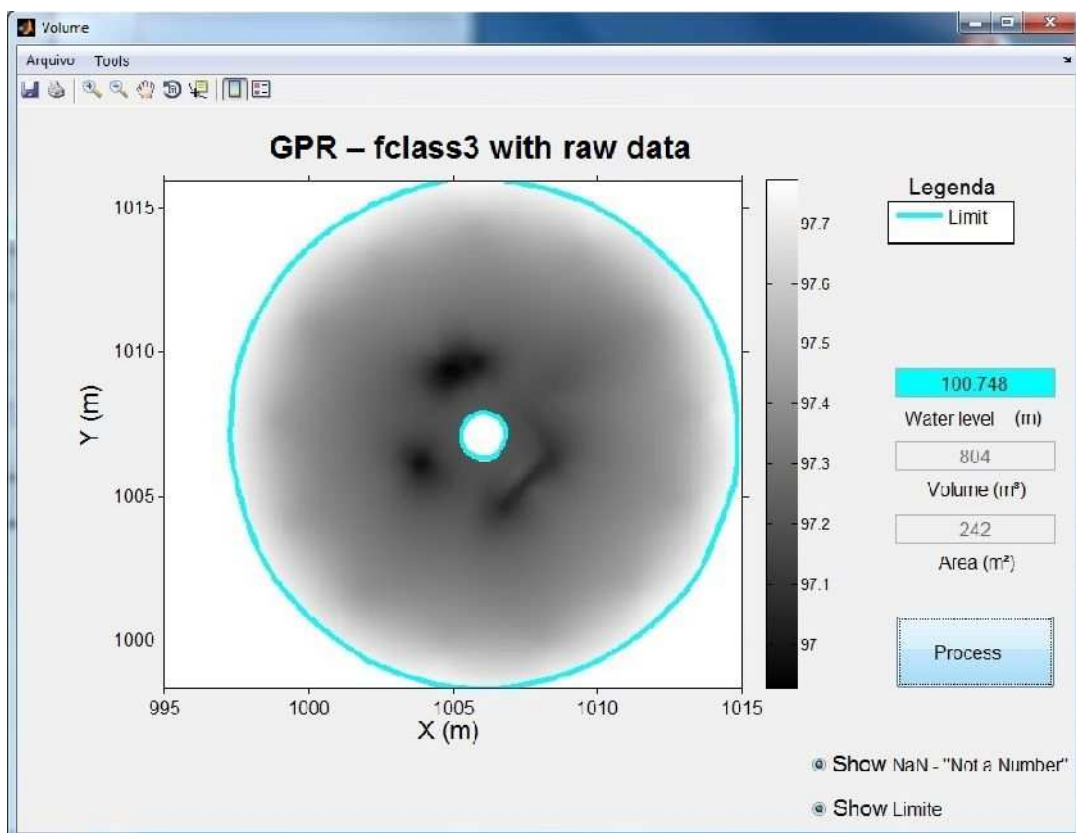 Volume
Arquivo Tools
GPR – fclass3 with raw data
1015
1010
1005
1000
Y (m)
995 1000 1005 1010 1015
X (m)
97.7
97.6
97.5
97.4
97.3
97.2
97.1
97
Legenda
Limit
100.748
Water level (m)
804
Volume (m³)
242
Area (m²)
Process
Show NaN - "Not a Number"
Show Limite